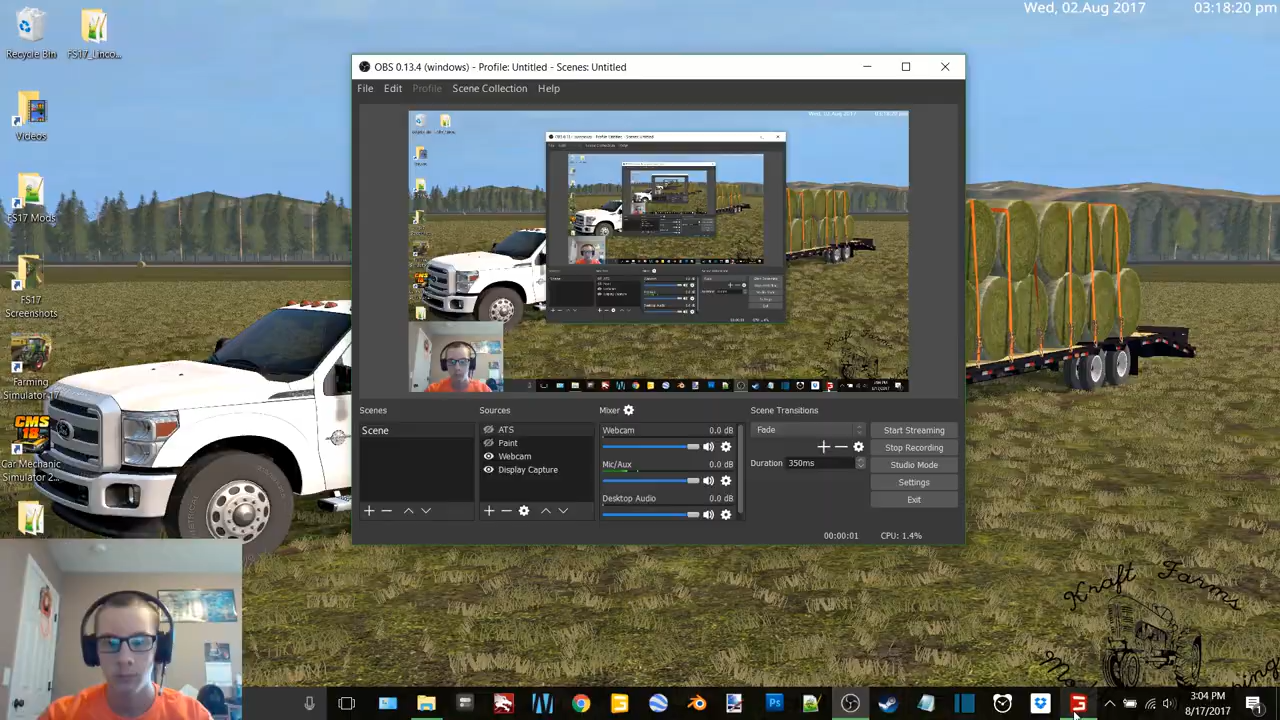 Wed, 02.Aug 2017 03:18:20 pm
Recycle Bin
FS17_Linco...
Videos
FS17 Mods
FS17
Screenshots
Farming
Simulator 17
Car Mechanic
Simulator 2...
OBS 0.13.4 (windows) - Profile: Untitled - Scenes: Untitled
File Edit Profile Scene Collection Help
Scenes
Scene
Sources
ATS
Paint
Webcam
Display Capture
Mixer
Webcam 0.0 dB
Mic/Aux 0.0 dB
Desktop Audio 0.0 dB
Scene Transitions
Fade
Duration 350ms
Start Streaming
Stop Recording
Studio Mode
Settings
Exit
00:00:01 CPU: 1.4%
Kraft Farms
3:04 PM
8/17/2017